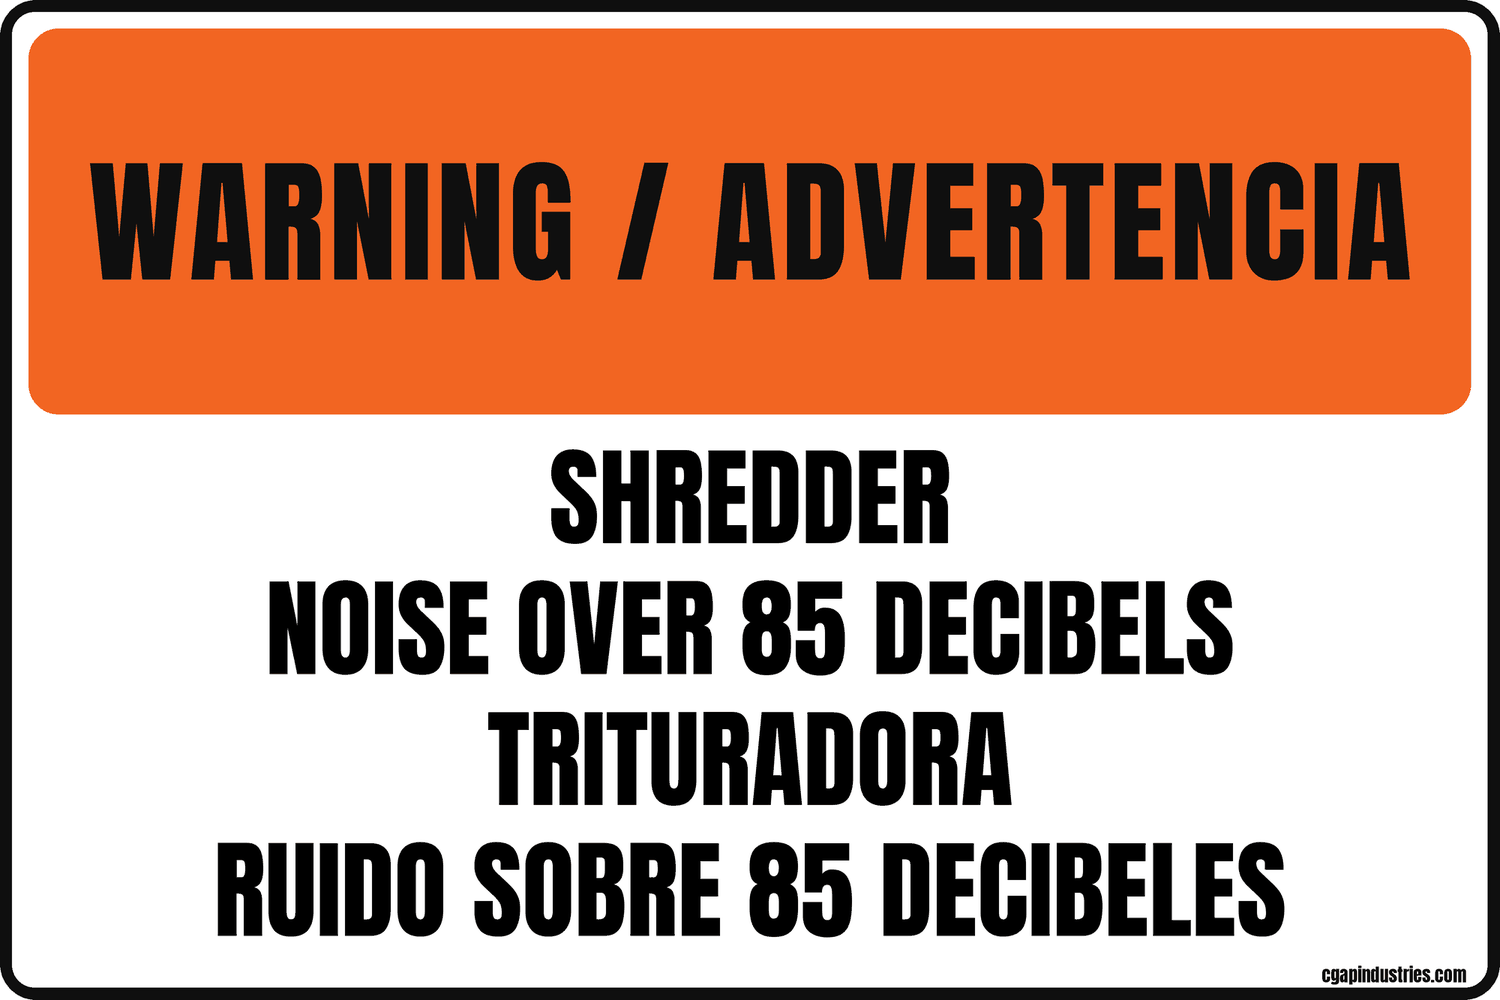 WARNING / ADVERTENCIA
SHREDDER
NOISE OVER 85 DECIBELS
TRITURADORA
RUIDO SOBRE 85 DECIBELES
cgapindustries.com